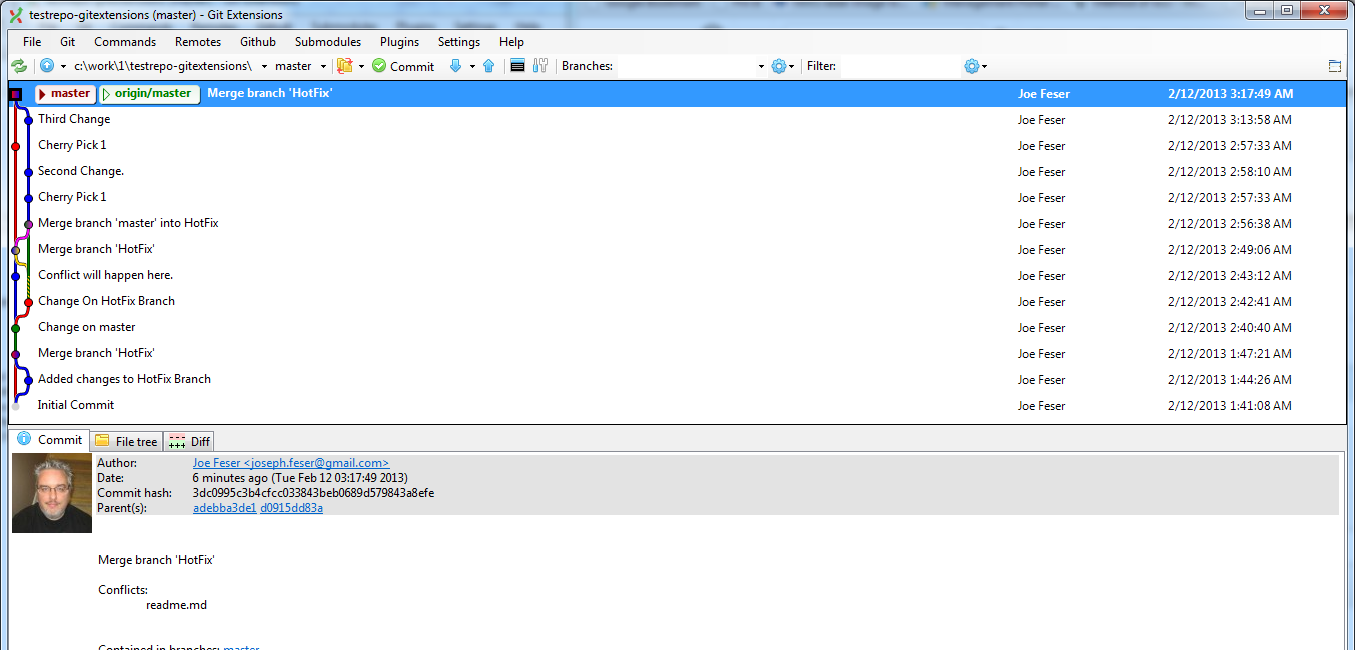 testrepo-gitextensions (master) - Git Extensions
File Git Commands Remotes Github Submodules Plugins Settings Help
c:\work\1\testrepo-gitextensions\ master Commit Branches: Filter:
master origin/master Merge branch 'HotFix' Joe Feser 2/12/2013 3:17:49 AM
Third Change Joe Feser 2/12/2013 3:13:58 AM
Cherry Pick 1 Joe Feser 2/12/2013 2:57:33 AM
Second Change. Joe Feser 2/12/2013 2:58:10 AM
Cherry Pick 1 Joe Feser 2/12/2013 2:57:33 AM
Merge branch 'master' into HotFix Joe Feser 2/12/2013 2:56:38 AM
Merge branch 'HotFix' Joe Feser 2/12/2013 2:49:06 AM
Conflict will happen here. Joe Feser 2/12/2013 2:43:12 AM
Change On HotFix Branch Joe Feser 2/12/2013 2:42:41 AM
Change on master Joe Feser 2/12/2013 2:40:40 AM
Merge branch 'HotFix' Joe Feser 2/12/2013 1:47:21 AM
Added changes to HotFix Branch Joe Feser 2/12/2013 1:44:26 AM
Initial Commit Joe Feser 2/12/2013 1:41:08 AM
Commit File tree Diff
Author: Joe Feser <joseph.feser@gmail.com>
Date: 6 minutes ago (Tue Feb 12 03:17:49 2013)
Commit hash: 3dc0995c3b4cfcc033843beb0689d579843a8efe
Parent(s): adebba3de1 d0915dd83a
Merge branch 'HotFix'
Conflicts:
readme.md
Contained in branches: master